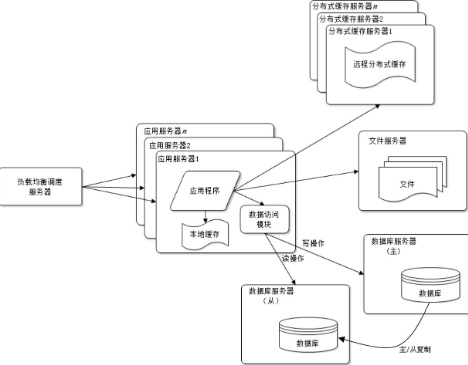 分布式缓存服务器n
分布式缓存服务器2
分布式缓存服务器1
远程分布式缓存
应用服务器n
应用服务器2
应用服务器1
文件服务器
负载均衡调度
服务器
应用程序
文件
数据访问
模块
本地缓存
写操作
读操作
数据库服务器
（主）
数据库
数据库服务器
（从）
数据库
主/从复制